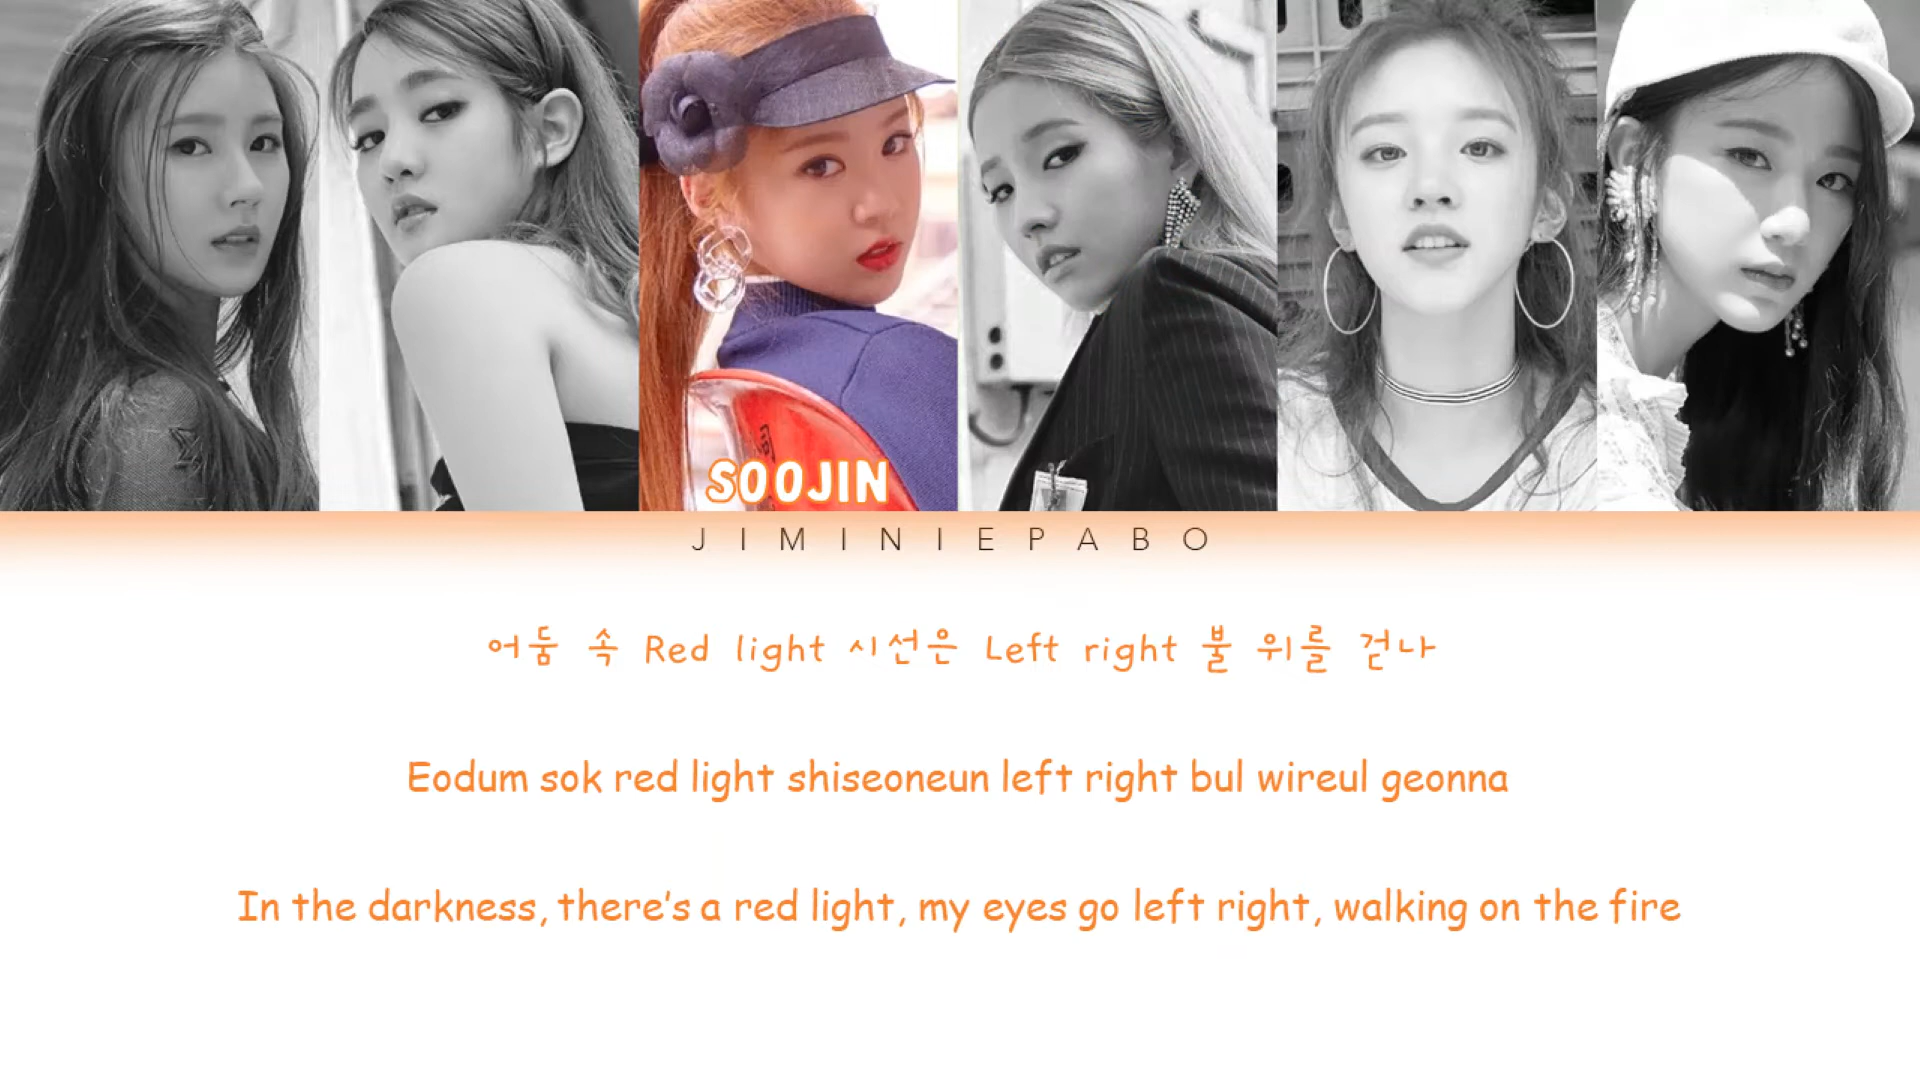 SOOJIN
JIMINIEPABO
어둠 속 Red light 시선은 Left right 불 위를 걷나
Eodum sok red light shiseoneun left right bul wireul geonna
In the darkness, there's a red light, my eyes go left right, walking on the fire